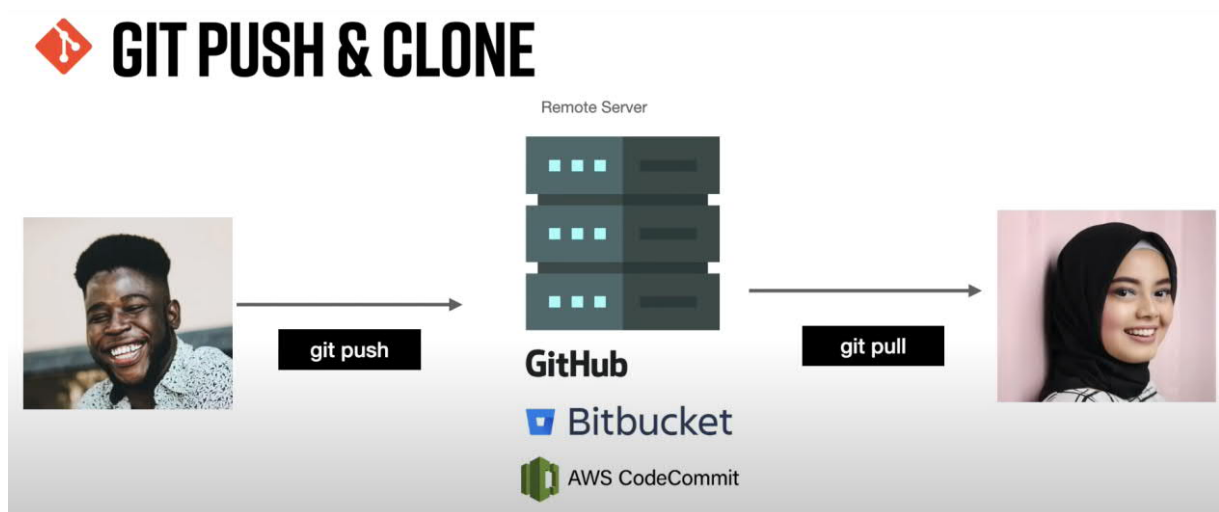 GIT PUSH & CLONE
Remote Server
git push
git pull
GitHub
Bitbucket
AWS CodeCommit